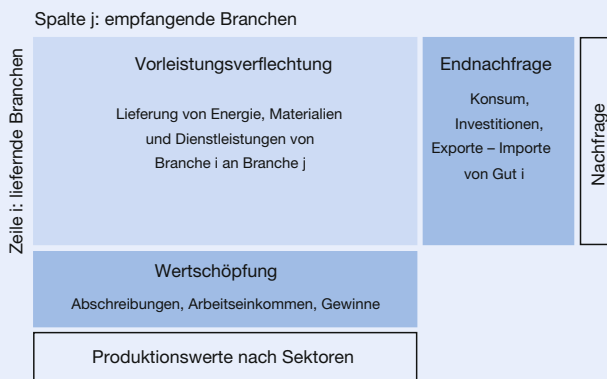 Spalte j: empfangende Branchen
Zeile i: liefernde Branchen
Vorleistungsverflechtung
Lieferung von Energie, Materialien
und Dienstleistungen von
Branche i an Branche j
Endnachfrage
Konsum,
Investitionen,
Exporte – Importe
von Gut i
Nachfrage
Wertschöpfung
Abschreibungen, Arbeitseinkommen, Gewinne
Produktionswerte nach Sektoren